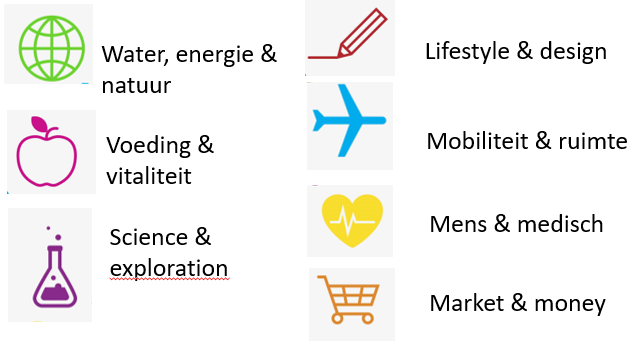 Water, energie &
natuur
Voeding &
vitaliteit
Science &
exploration
Lifestyle & design
Mobiliteit & ruimte
Mens & medisch
Market & money